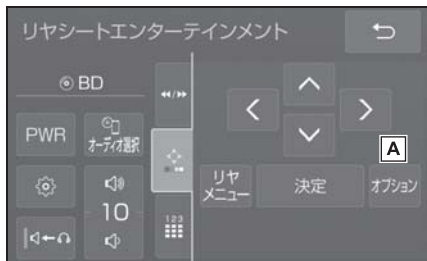 リヤシートエンターテインメント
BD
PWR
オーディオ選択
10
123
A
リヤ
メニュー
決定
オプション